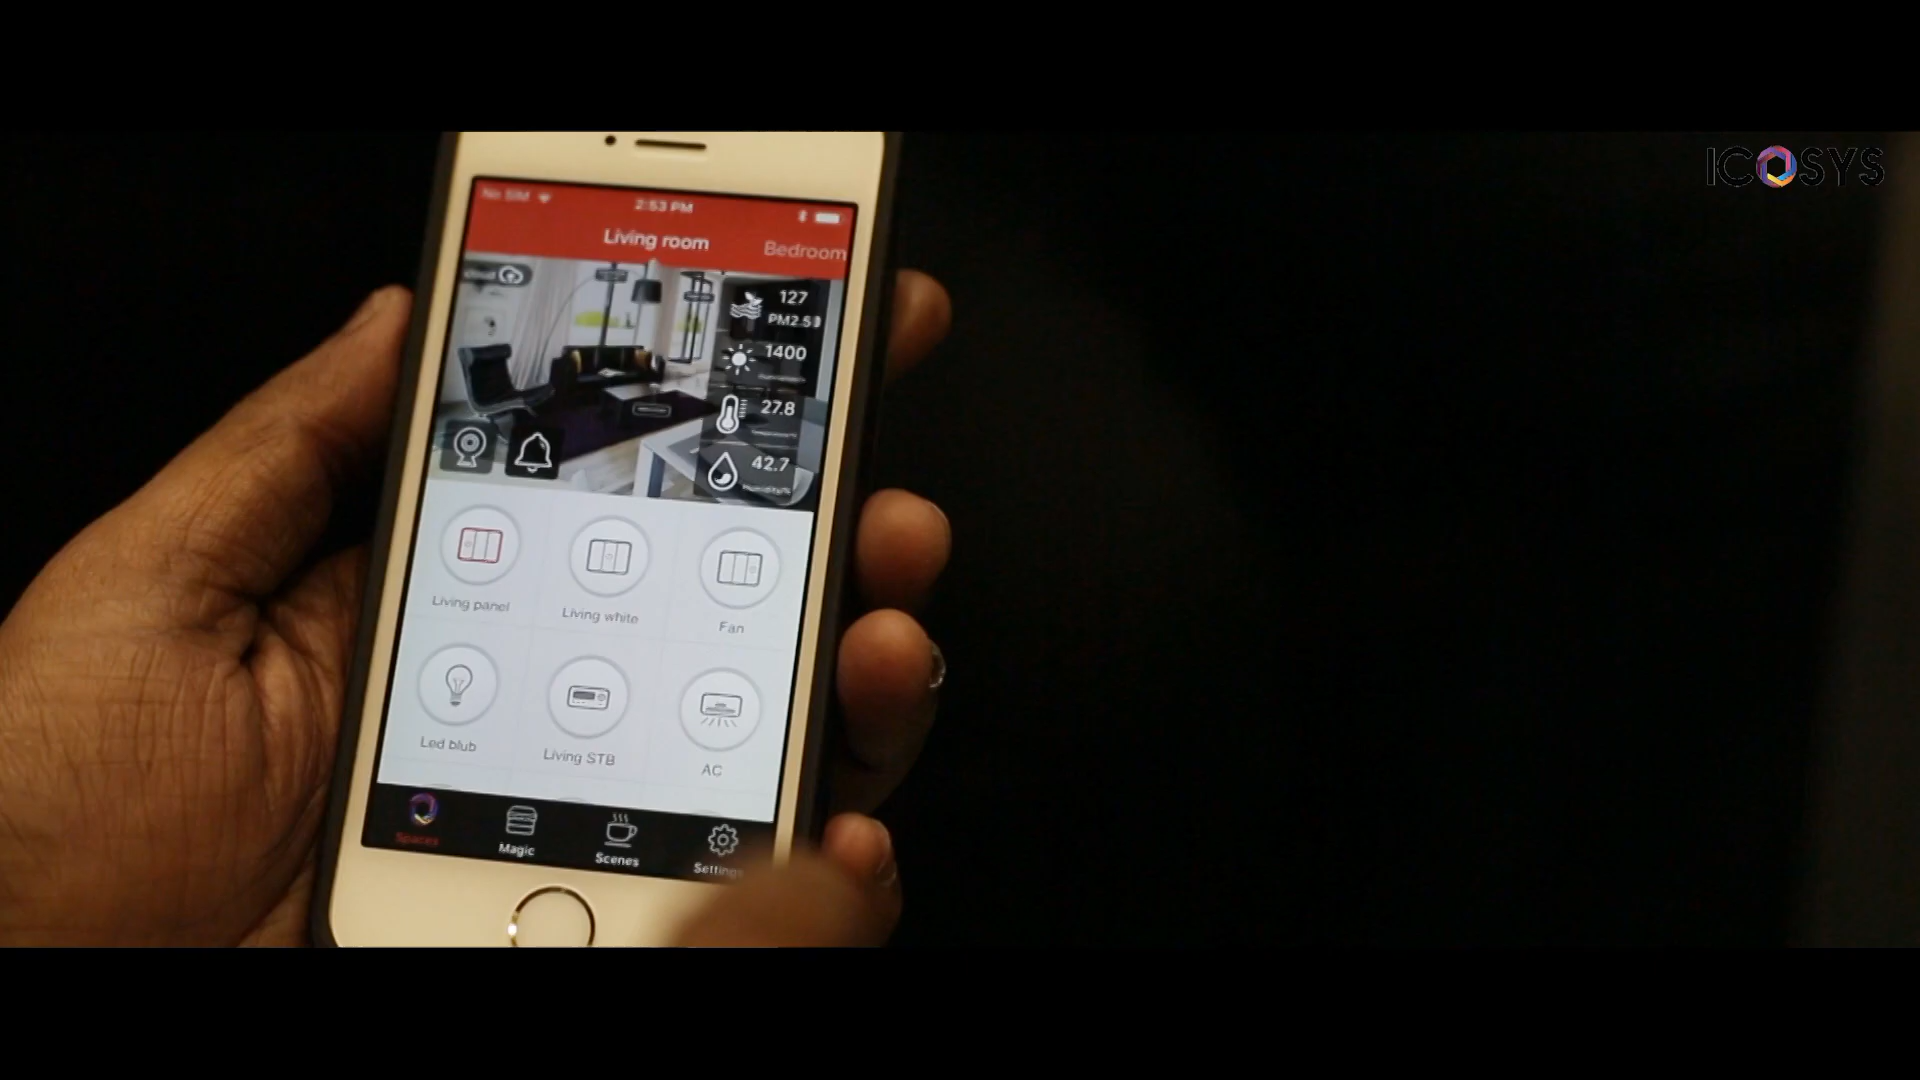 ICOSYS
No SIM
2:53 PM
Living room
Bedroom
cloud
127
PM2.5
1400
27.8
42.7
Humidity/%
Living panel
Living white
Fan
Led blub
Living STB
AC
Spaces
Magic
Scenes
Settings